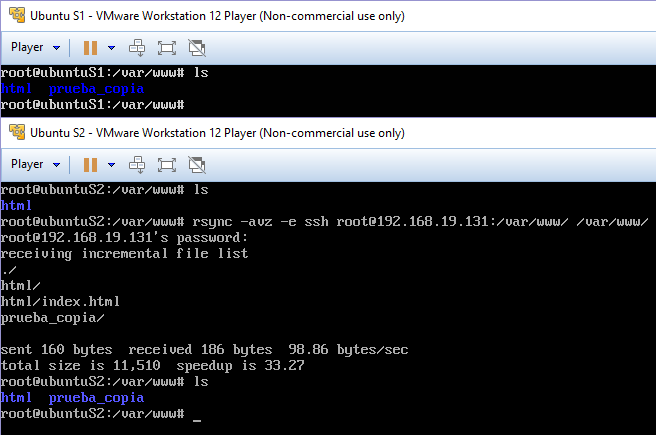 Ubuntu S1 - VMware Workstation 12 Player (Non-commercial use only)
Player
root@ubuntuS1:/var/www# ls
html  prueba_copia
root@ubuntuS1:/var/www#
Ubuntu S2 - VMware Workstation 12 Player (Non-commercial use only)
Player
root@ubuntuS2:/var/www# ls
html
root@ubuntuS2:/var/www# rsync -avz -e ssh root@192.168.19.131:/var/www/ /var/www/
root@192.168.19.131's password:
receiving incremental file list
./
html/
html/index.html
prueba_copia/
sent 160 bytes  received 186 bytes  98.86 bytes/sec
total size is 11,510  speedup is 33.27
root@ubuntuS2:/var/www# ls
html  prueba_copia
root@ubuntuS2:/var/www# _